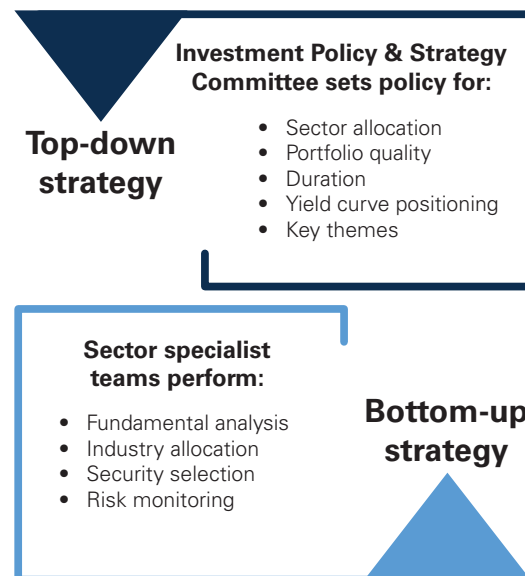 Investment Policy & Strategy
Committee sets policy for:
Top-down
strategy
• Sector allocation
• Portfolio quality
• Duration
• Yield curve positioning
• Key themes
Sector specialist
teams perform:
• Fundamental analysis
• Industry allocation
• Security selection
• Risk monitoring
Bottom-up
strategy